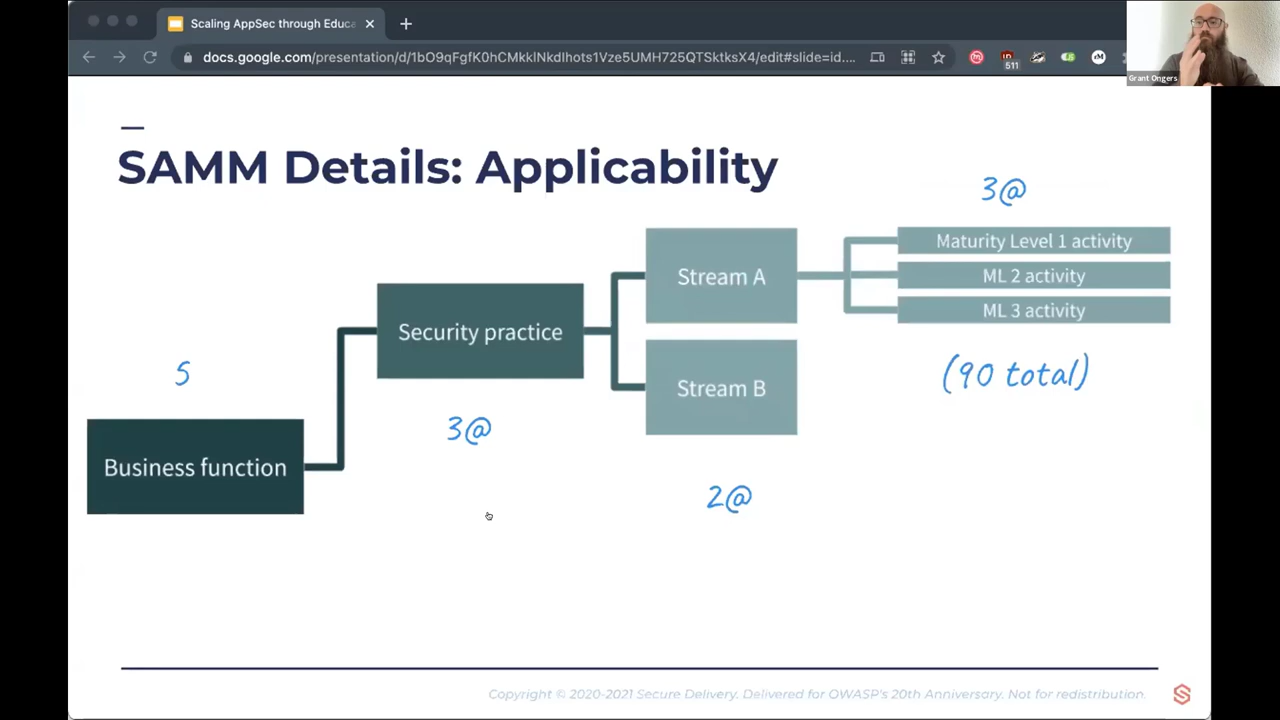 Scaling AppSec through Educa
docs.google.com/presentation/d/1bO9qFgfK0hCMkklNkdIhots1Vze5UMH725QTSktksX4/edit#slide=id....
511
Grant Ongers
SAMM Details: Applicability
3@
Maturity Level 1 activity
ML 2 activity
ML 3 activity
(90 total)
Stream A
Stream B
2@
Security practice
3@
5
Business function
Copyright © 2020-2021 Secure Delivery. Delivered for OWASP's 20th Anniversary. Not for redistribution.